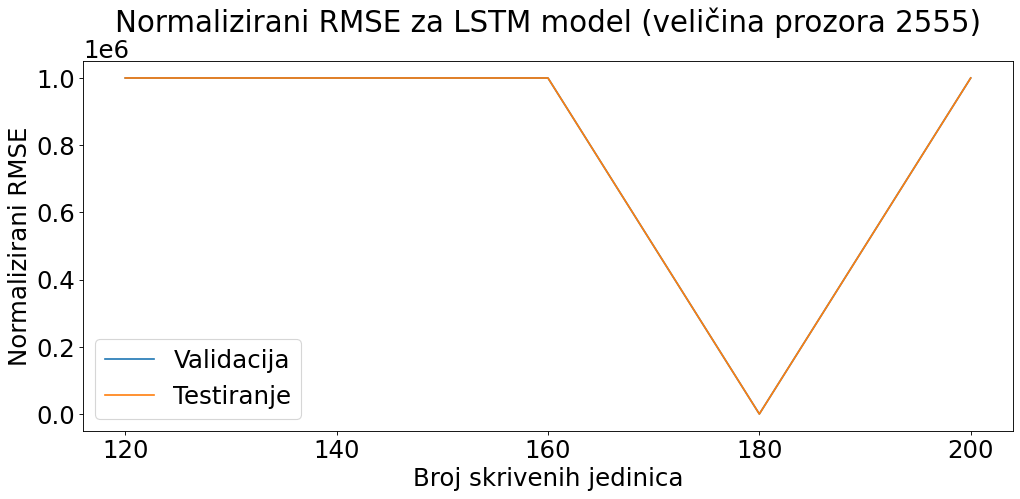 Normalizirani RMSE za LSTM model (veličina prozora 2555)
1e6
1.0
0.8
0.6
0.4
0.2
0.0
Normalizirani RMSE
Validacija
Testiranje
120 140 160 180 200
Broj skrivenih jedinica